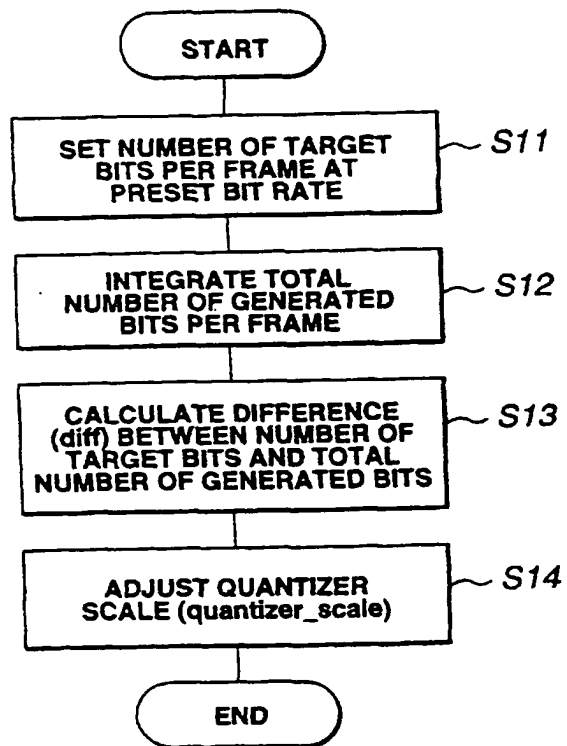 START
SET NUMBER OF TARGET
BITS PER FRAME AT
PRESET BIT RATE
S11
INTEGRATE TOTAL
NUMBER OF GENERATED
BITS PER FRAME
S12
CALCULATE DIFFERENCE
(diff) BETWEEN NUMBER OF
TARGET BITS AND TOTAL
NUMBER OF GENERATED BITS
S13
ADJUST QUANTIZER
SCALE (quantizer_scale)
S14
END